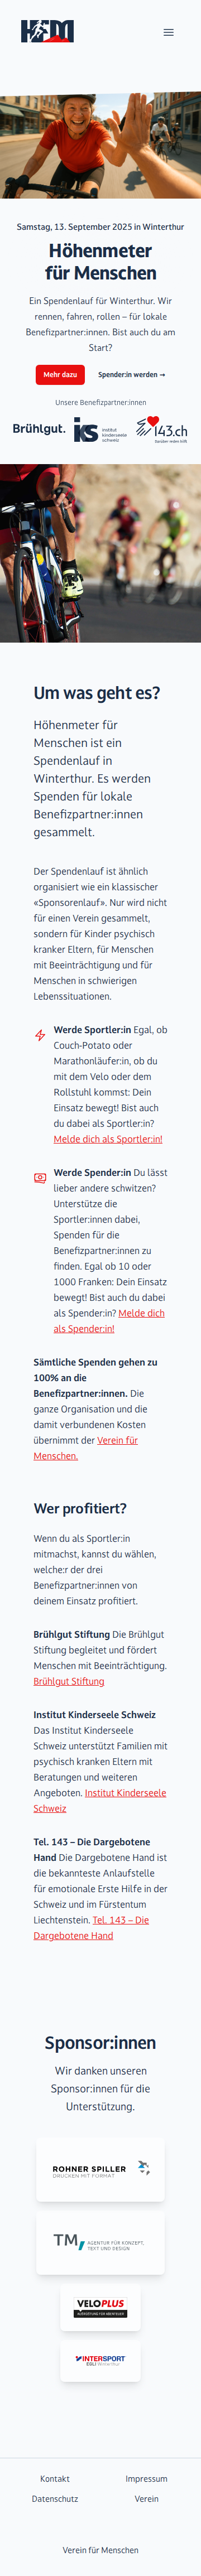 HöM
Samstag, 13. September 2025 in Winterthur
Höhenmeter
für Menschen
Ein Spendenlauf für Winterthur. Wir
rennen, fahren, rollen – für lokale
Benefizpartner:innen. Bist auch du am
Start?
Mehr dazu
Spender:in werden →
Unsere Benefizpartner:innen
Brühlgut.
iks institut
kinderseele
schweiz
143.ch
Darüber reden hilft
Um was geht es?
Höhenmeter für
Menschen ist ein
Spendenlauf in
Winterthur. Es werden
Spenden für lokale
Benefizpartner:innen
gesammelt.
Der Spendenlauf ist ähnlich
organisiert wie ein klassischer
«Sponsorenlauf». Nur wird nicht
für einen Verein gesammelt,
sondern für Kinder psychisch
kranker Eltern, für Menschen
mit Beeinträchtigung und für
Menschen in schwierigen
Lebenssituationen.
Werde Sportler:in Egal, ob
du Couch-Potato oder
Marathonläufer:in, ob du
mit dem Velo oder dem
Rollstuhl kommst: Dein
Einsatz bewegt! Bist auch
du dabei als Sportler:in?
Melde dich als Sportler:in!
Werde Spender:in Du lässt
lieber andere schwitzen?
Unterstütze die
Sportler:innen dabei,
Spenden für die
Benefizpartner:innen zu
finden. Egal ob 10 oder
1000 Franken: Dein Einsatz
bewegt! Bist auch du dabei
als Spender:in? Melde dich
als Spender:in!
Sämtliche Spenden gehen zu
100% an die
Benefizpartner:innen. Die
ganze Organisation und die
damit verbundenen Kosten
übernimmt der Verein für
Menschen.
Wer profitiert?
Wenn du als Sportler:in
mitmachst, kannst du wählen,
welche:r der drei
Benefizpartner:innen von
deinem Einsatz profitiert.
Brühlgut Stiftung Die Brühlgut
Stiftung begleitet und fördert
Menschen mit Beeinträchtigung.
Brühlgut Stiftung
Institut Kinderseele Schweiz
Das Institut Kinderseele
Schweiz unterstützt Familien mit
psychisch kranken Eltern mit
Beratungen und weiteren
Angeboten. Institut Kinderseele
Schweiz
Tel. 143 – Die Dargebotene
Hand Die Dargebotene Hand ist
die bekannteste Anlaufstelle
für emotionale Erste Hilfe in der
Schweiz und im Fürstentum
Liechtenstein. Tel. 143 – Die
Dargebotene Hand
Sponsor:innen
Wir danken unseren
Sponsor:innen für die
Unterstützung.
ROHNER SPILLER
DRUCKEN MIT FORMAT
TM/ AGENTUR FÜR KONZEPT,
TEXT UND DESIGN
VELOPLUS
AUSRÜSTUNG FÜR ABENTEUER
INTERSPORT
EGLI Winterthur
Kontakt
Impressum
Datenschutz
Verein
Verein für Menschen